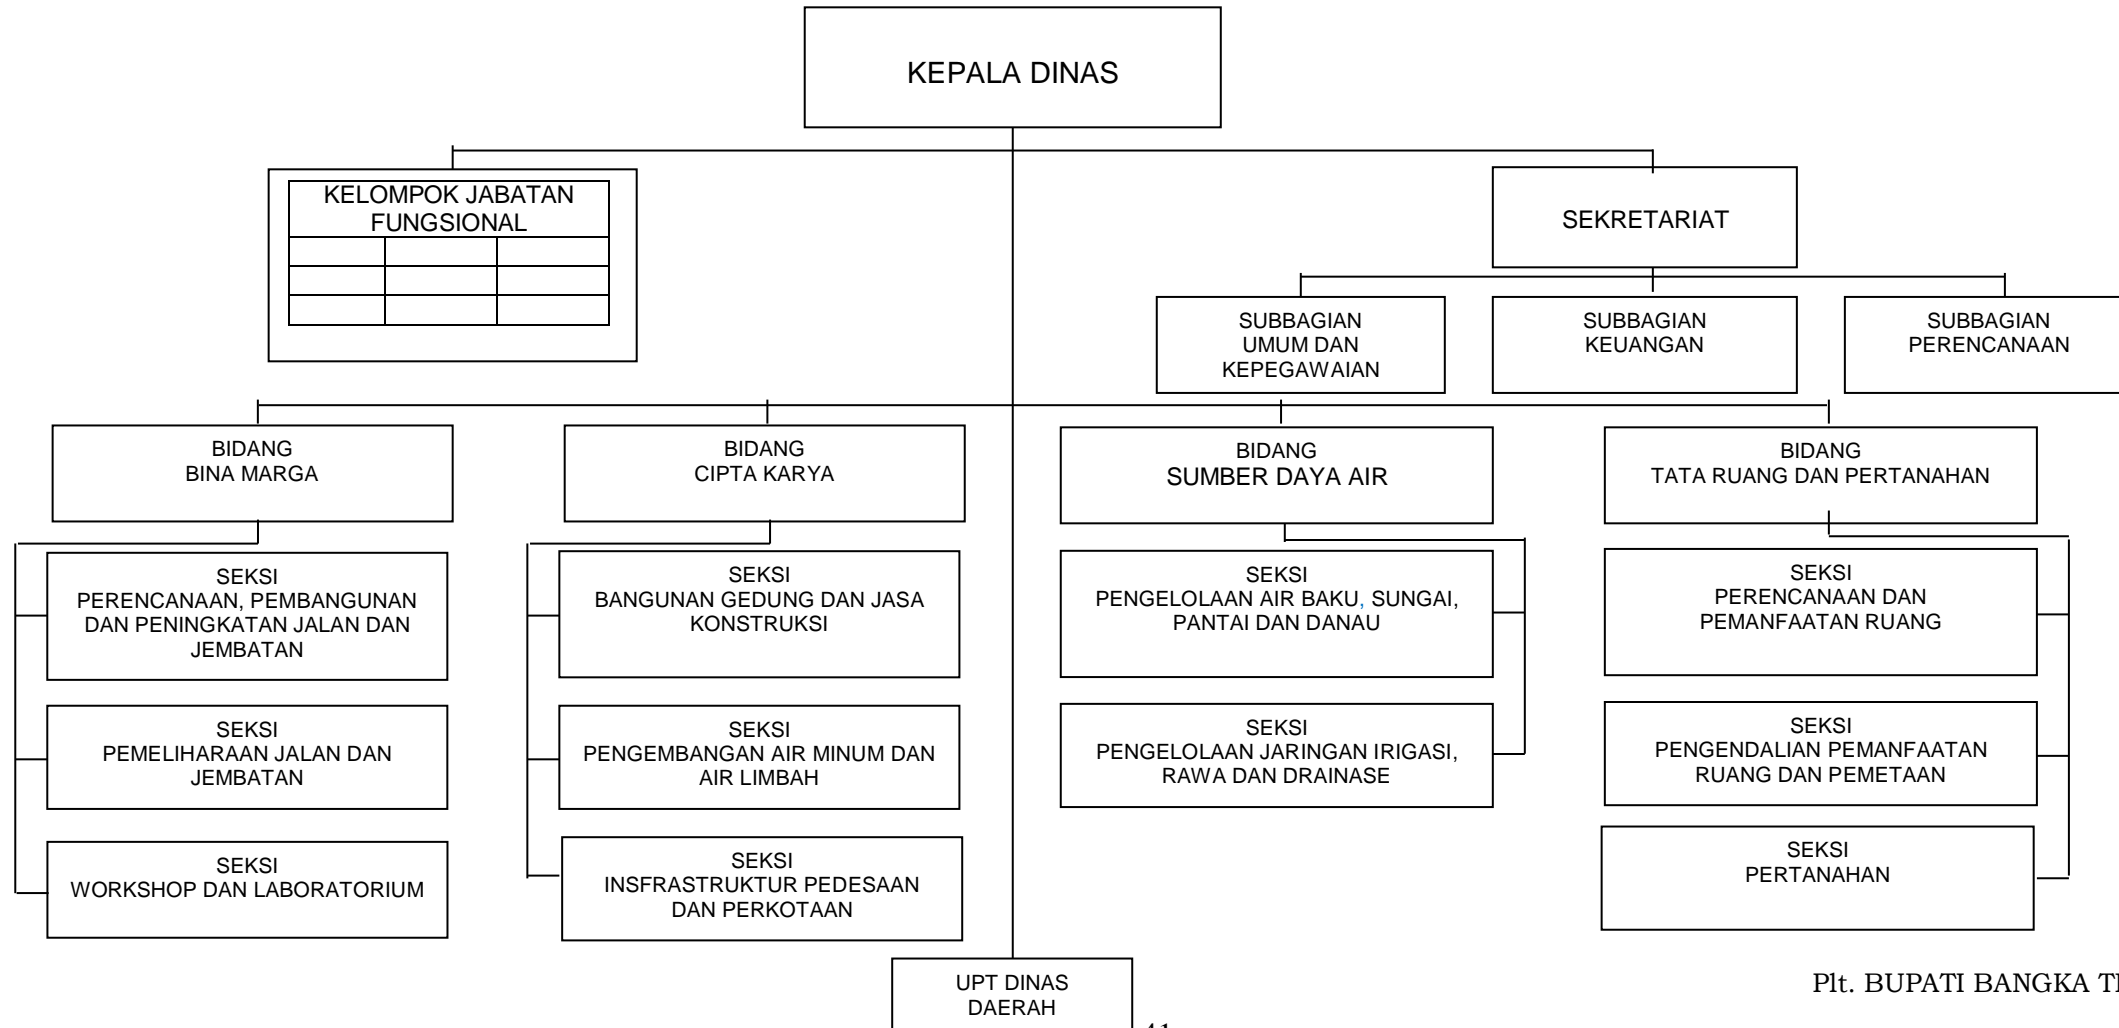 KEPALA DINAS
KELOMPOK JABATAN
FUNGSIONAL
SEKRETARIAT
SUBBAGIAN
UMUM DAN
KEPEGAWAIAN
SUBBAGIAN
KEUANGAN
SUBBAGIAN
PERENCANAAN
BIDANG
BINA MARGA
BIDANG
CIPTA KARYA
BIDANG
SUMBER DAYA AIR
BIDANG
TATA RUANG DAN PERTANAHAN
SEKSI
PERENCANAAN, PEMBANGUNAN
DAN PENINGKATAN JALAN DAN
JEMBATAN
SEKSI
BANGUNAN GEDUNG DAN JASA
KONSTRUKSI
SEKSI
PENGELOLAAN AIR BAKU, SUNGAI,
PANTAI DAN DANAU
SEKSI
PERENCANAAN DAN
PEMANFAATAN RUANG
SEKSI
PEMELIHARAAN JALAN DAN
JEMBATAN
SEKSI
PENGEMBANGAN AIR MINUM DAN
AIR LIMBAH
SEKSI
PENGELOLAAN JARINGAN IRIGASI,
RAWA DAN DRAINASE
SEKSI
PENGENDALIAN PEMANFAATAN
RUANG DAN PEMETAAN
SEKSI
WORKSHOP DAN LABORATORIUM
SEKSI
INSFRASTRUKTUR PEDESAAN
DAN PERKOTAAN
SEKSI
PERTANAHAN
UPT DINAS
DAERAH
Plt. BUPATI BANGKA